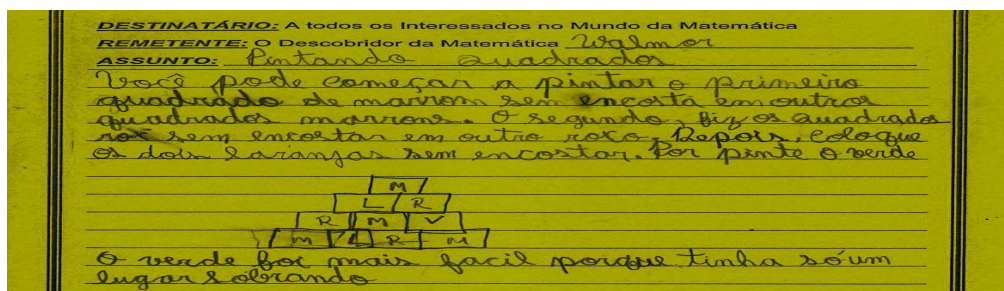 DESTINATÁRIO: A todos os Interessados no Mundo da Matemática
REMETENTE: O Descobridor da Matemática Walmor
ASSUNTO: Pintando quadrados
Você pode começar a pintar o primeiro
quadrado de marrom sem encosta em outros
quadrados marrons. O segundo, fiz os quadrados
rox sem encostar em outro roxo. Depois, coloque
os dois laranjas sem encostar. Por pinte o verde
M
L R
R M V
M L R M
O verde foi mais facil porque tinha só um
lugar sobrando